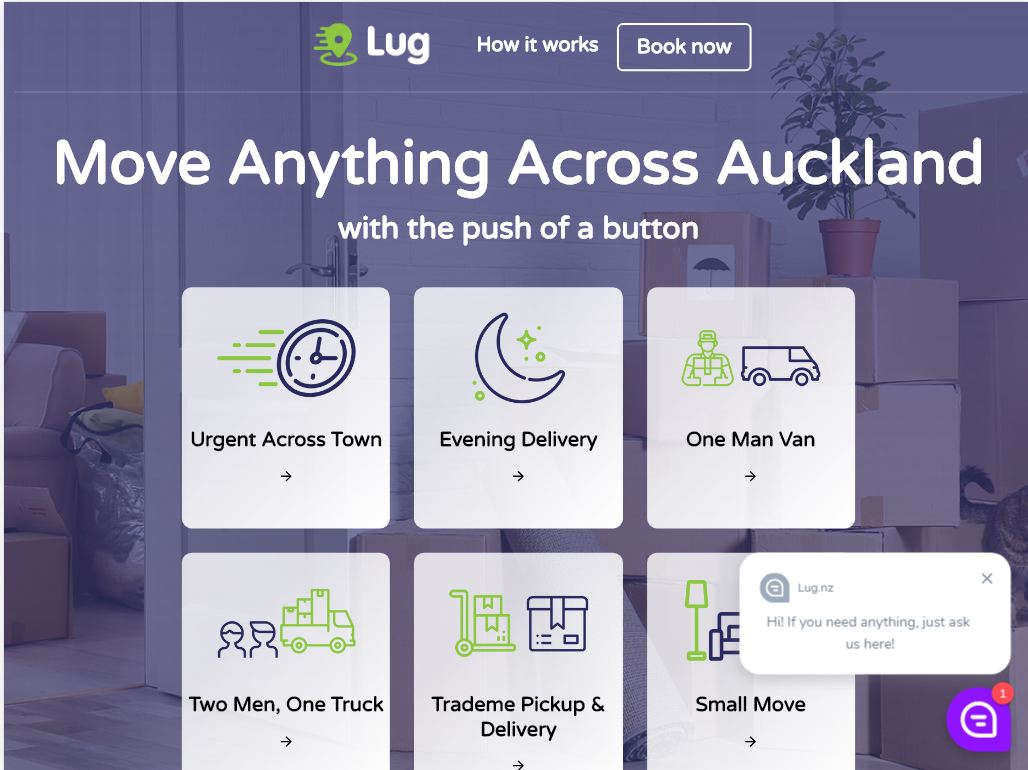 Lug
How it works
Book now
Move Anything Across Auckland
with the push of a button
Urgent Across Town
→
Evening Delivery
→
One Man Van
→
Two Men, One Truck
→
Trademe Pickup &
Delivery
→
Small Move
→
Lug.nz
Hi! If you need anything, just ask
us here!
1